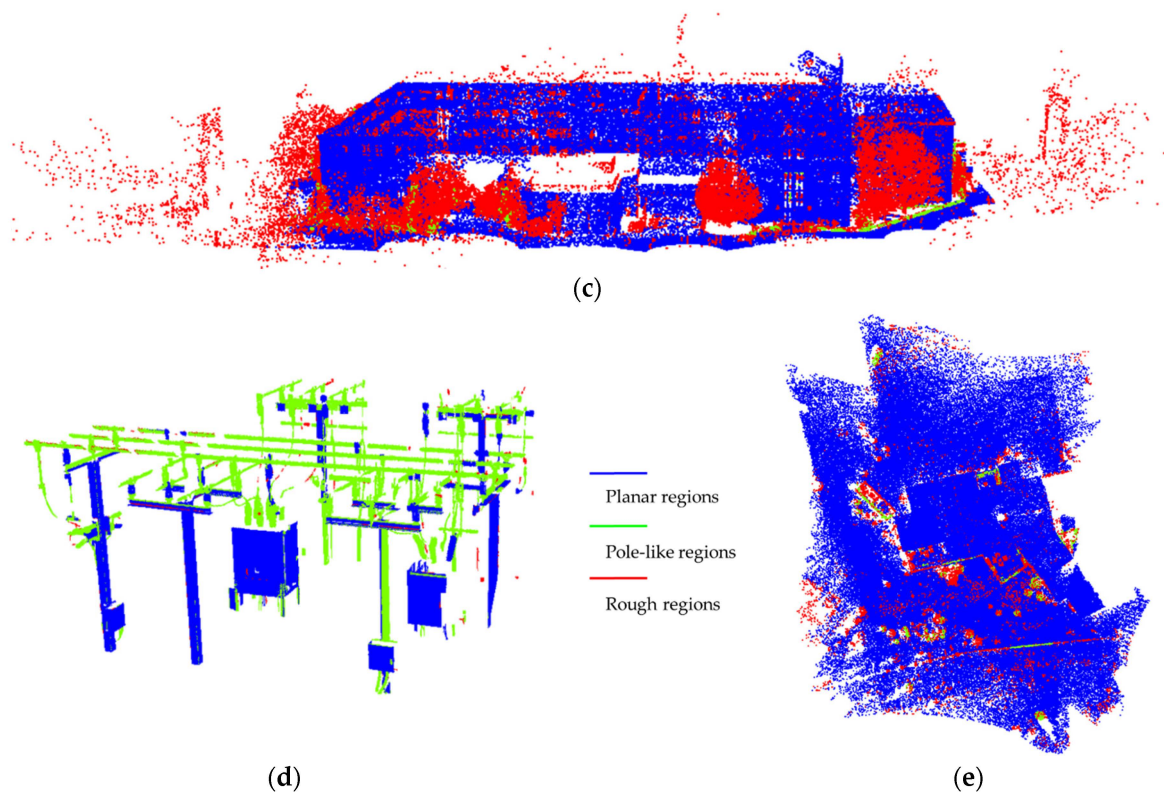 (c)
Planar regions
Pole-like regions
Rough regions
(d)
(e)